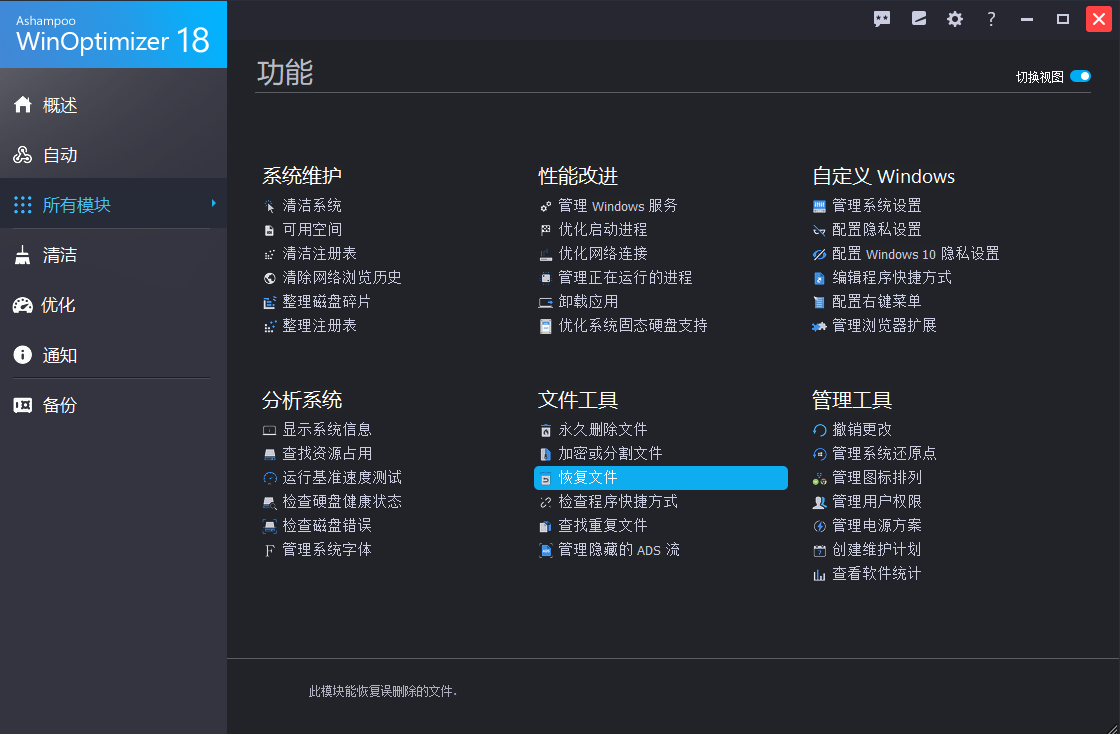 Ashampoo
WinOptimizer 18
概述
自动
所有模块
清洁
优化
通知
备份
?
功能
切换视图
系统维护
清洁系统
可用空间
清洁注册表
清除网络浏览历史
整理磁盘碎片
整理注册表
性能改进
管理 Windows 服务
优化启动进程
优化网络连接
管理正在运行的进程
卸载应用
优化系统固态硬盘支持
自定义 Windows
管理系统设置
配置隐私设置
配置 Windows 10 隐私设置
编辑程序快捷方式
配置右键菜单
管理浏览器扩展
分析系统
显示系统信息
查找资源占用
运行基准速度测试
检查硬盘健康状态
检查磁盘错误
管理系统字体
文件工具
永久删除文件
加密或分割文件
恢复文件
检查程序快捷方式
查找重复文件
管理隐藏的 ADS 流
管理工具
撤销更改
管理系统还原点
管理图标排列
管理用户权限
管理电源方案
创建维护计划
查看软件统计
此模块能恢复误删除的文件.